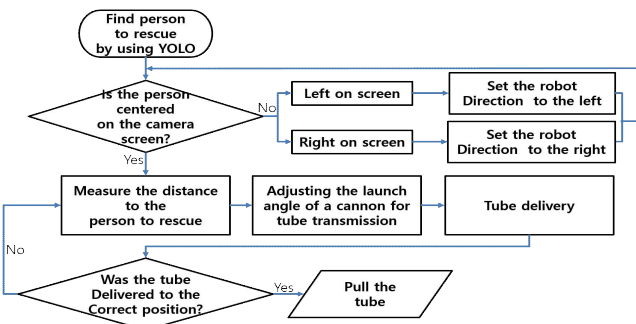 Find person
to rescue
by using YOLO
Is the person
centered
on the camera
screen?
No
Left on screen
Set the robot
Direction to the left
Right on screen
Set the robot
Direction to the right
Yes
Measure the distance
to the
person to rescue
Adjusting the launch
angle of a cannon for
tube transmission
Tube delivery
No
Was the tube
Delivered to the
Correct position?
Yes
Pull the
tube